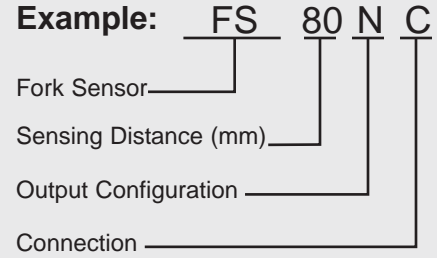 Example: FS 80 N C
Fork Sensor
Sensing Distance (mm)
Output Configuration
Connection